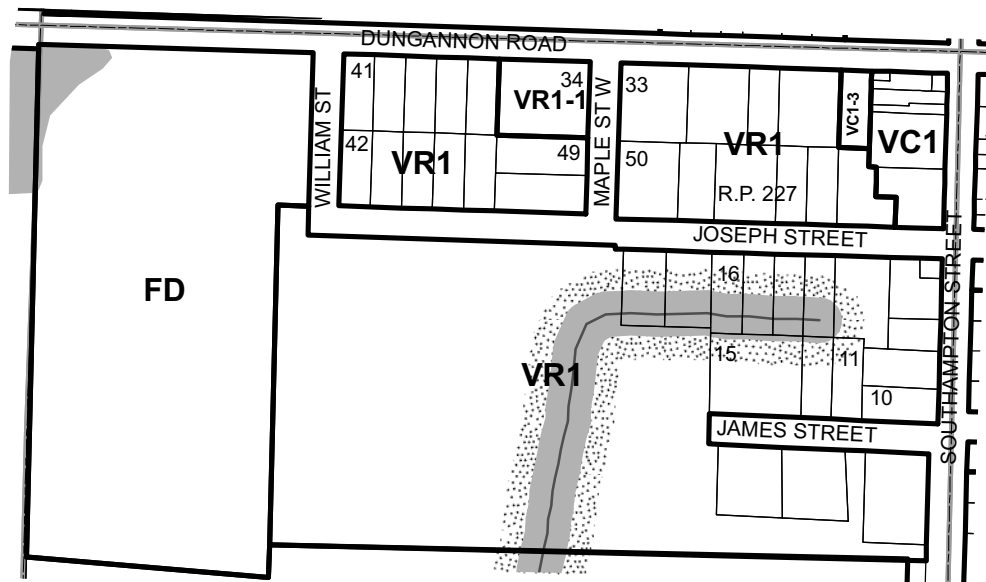 DUNGANNON ROAD
41
34
VR1-1
33
VC1-3
WILLIAM ST
MAPLE ST W
42
VR1
49
50
VR1
VC1
R.P. 227
JOSEPH STREET
SOUTHAMPTON STREET
16
FD
15
11
VR1
10
JAMES STREET